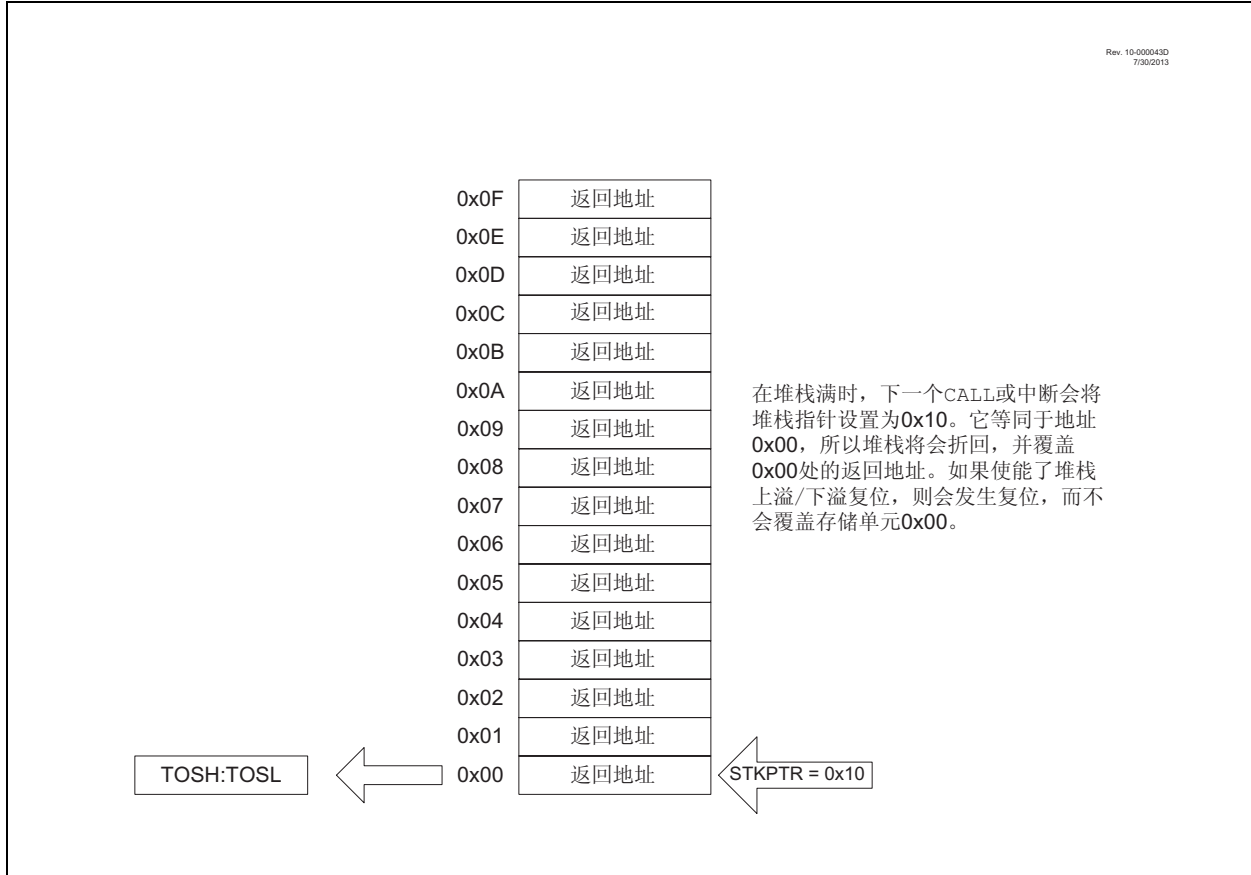 Rev. 10-000043D
7/30/2013
0x0F 返回地址
0x0E 返回地址
0x0D 返回地址
0x0C 返回地址
0x0B 返回地址
0x0A 返回地址
0x09 返回地址
0x08 返回地址
0x07 返回地址
0x06 返回地址
0x05 返回地址
0x04 返回地址
0x03 返回地址
0x02 返回地址
0x01 返回地址
TOSH:TOSL 0x00 返回地址 STKPTR = 0x10
在堆栈满时，下一个CALL或中断会将
堆栈指针设置为0x10。它等同于地址
0x00，所以堆栈将会折回，并覆盖
0x00处的返回地址。如果使能了堆栈
上溢/下溢复位，则会发生复位，而不
会覆盖存储单元0x00。